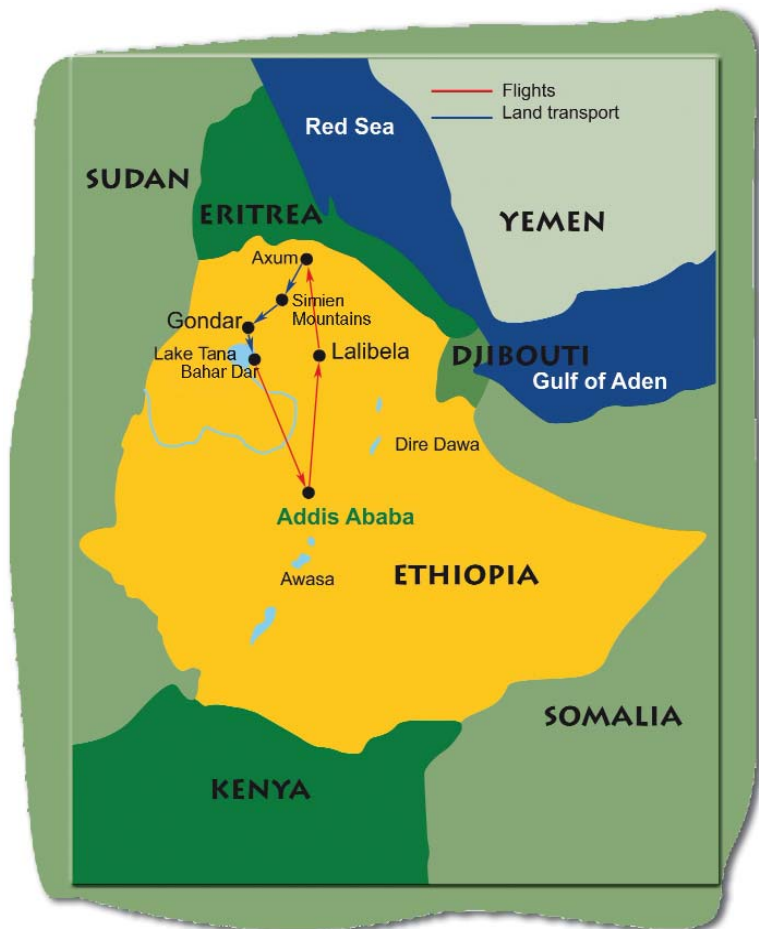 Flights
Land transport
Red Sea
SUDAN
ERITREA
YEMEN
Axum
Simien
Mountains
Gondar
Lake Tana
Bahar Dar
Lalibela
DJIBOUTI
Gulf of Aden
Dire Dawa
Addis Ababa
Awasa
ETHIOPIA
SOMALIA
KENYA